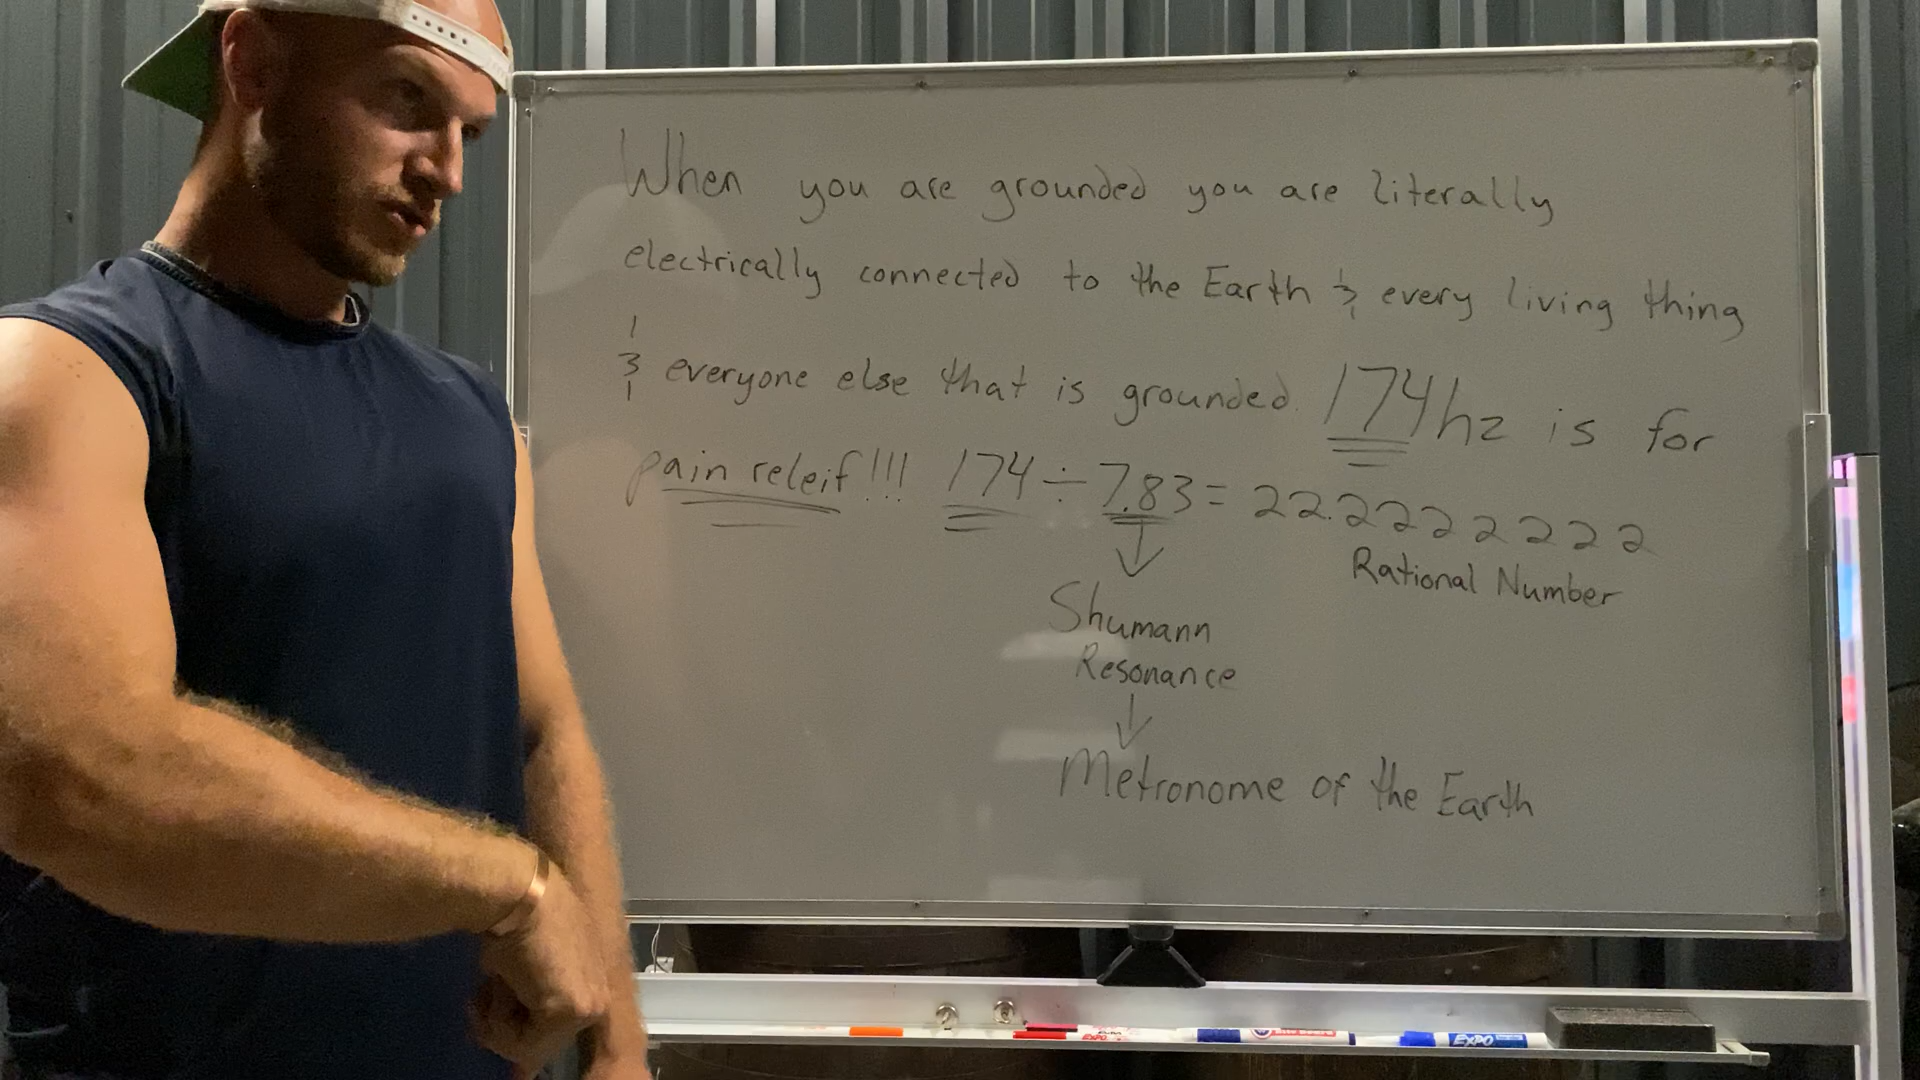 When you are grounded you are literally
electrically connected to the Earth & every living thing
& everyone else that is grounded. 174hz is for
pain releif!!! 174 ÷ 7.83 = 22.2222222
Rational Number
Shumann
Resonance
Metronome of the Earth
EXPO
EXPO